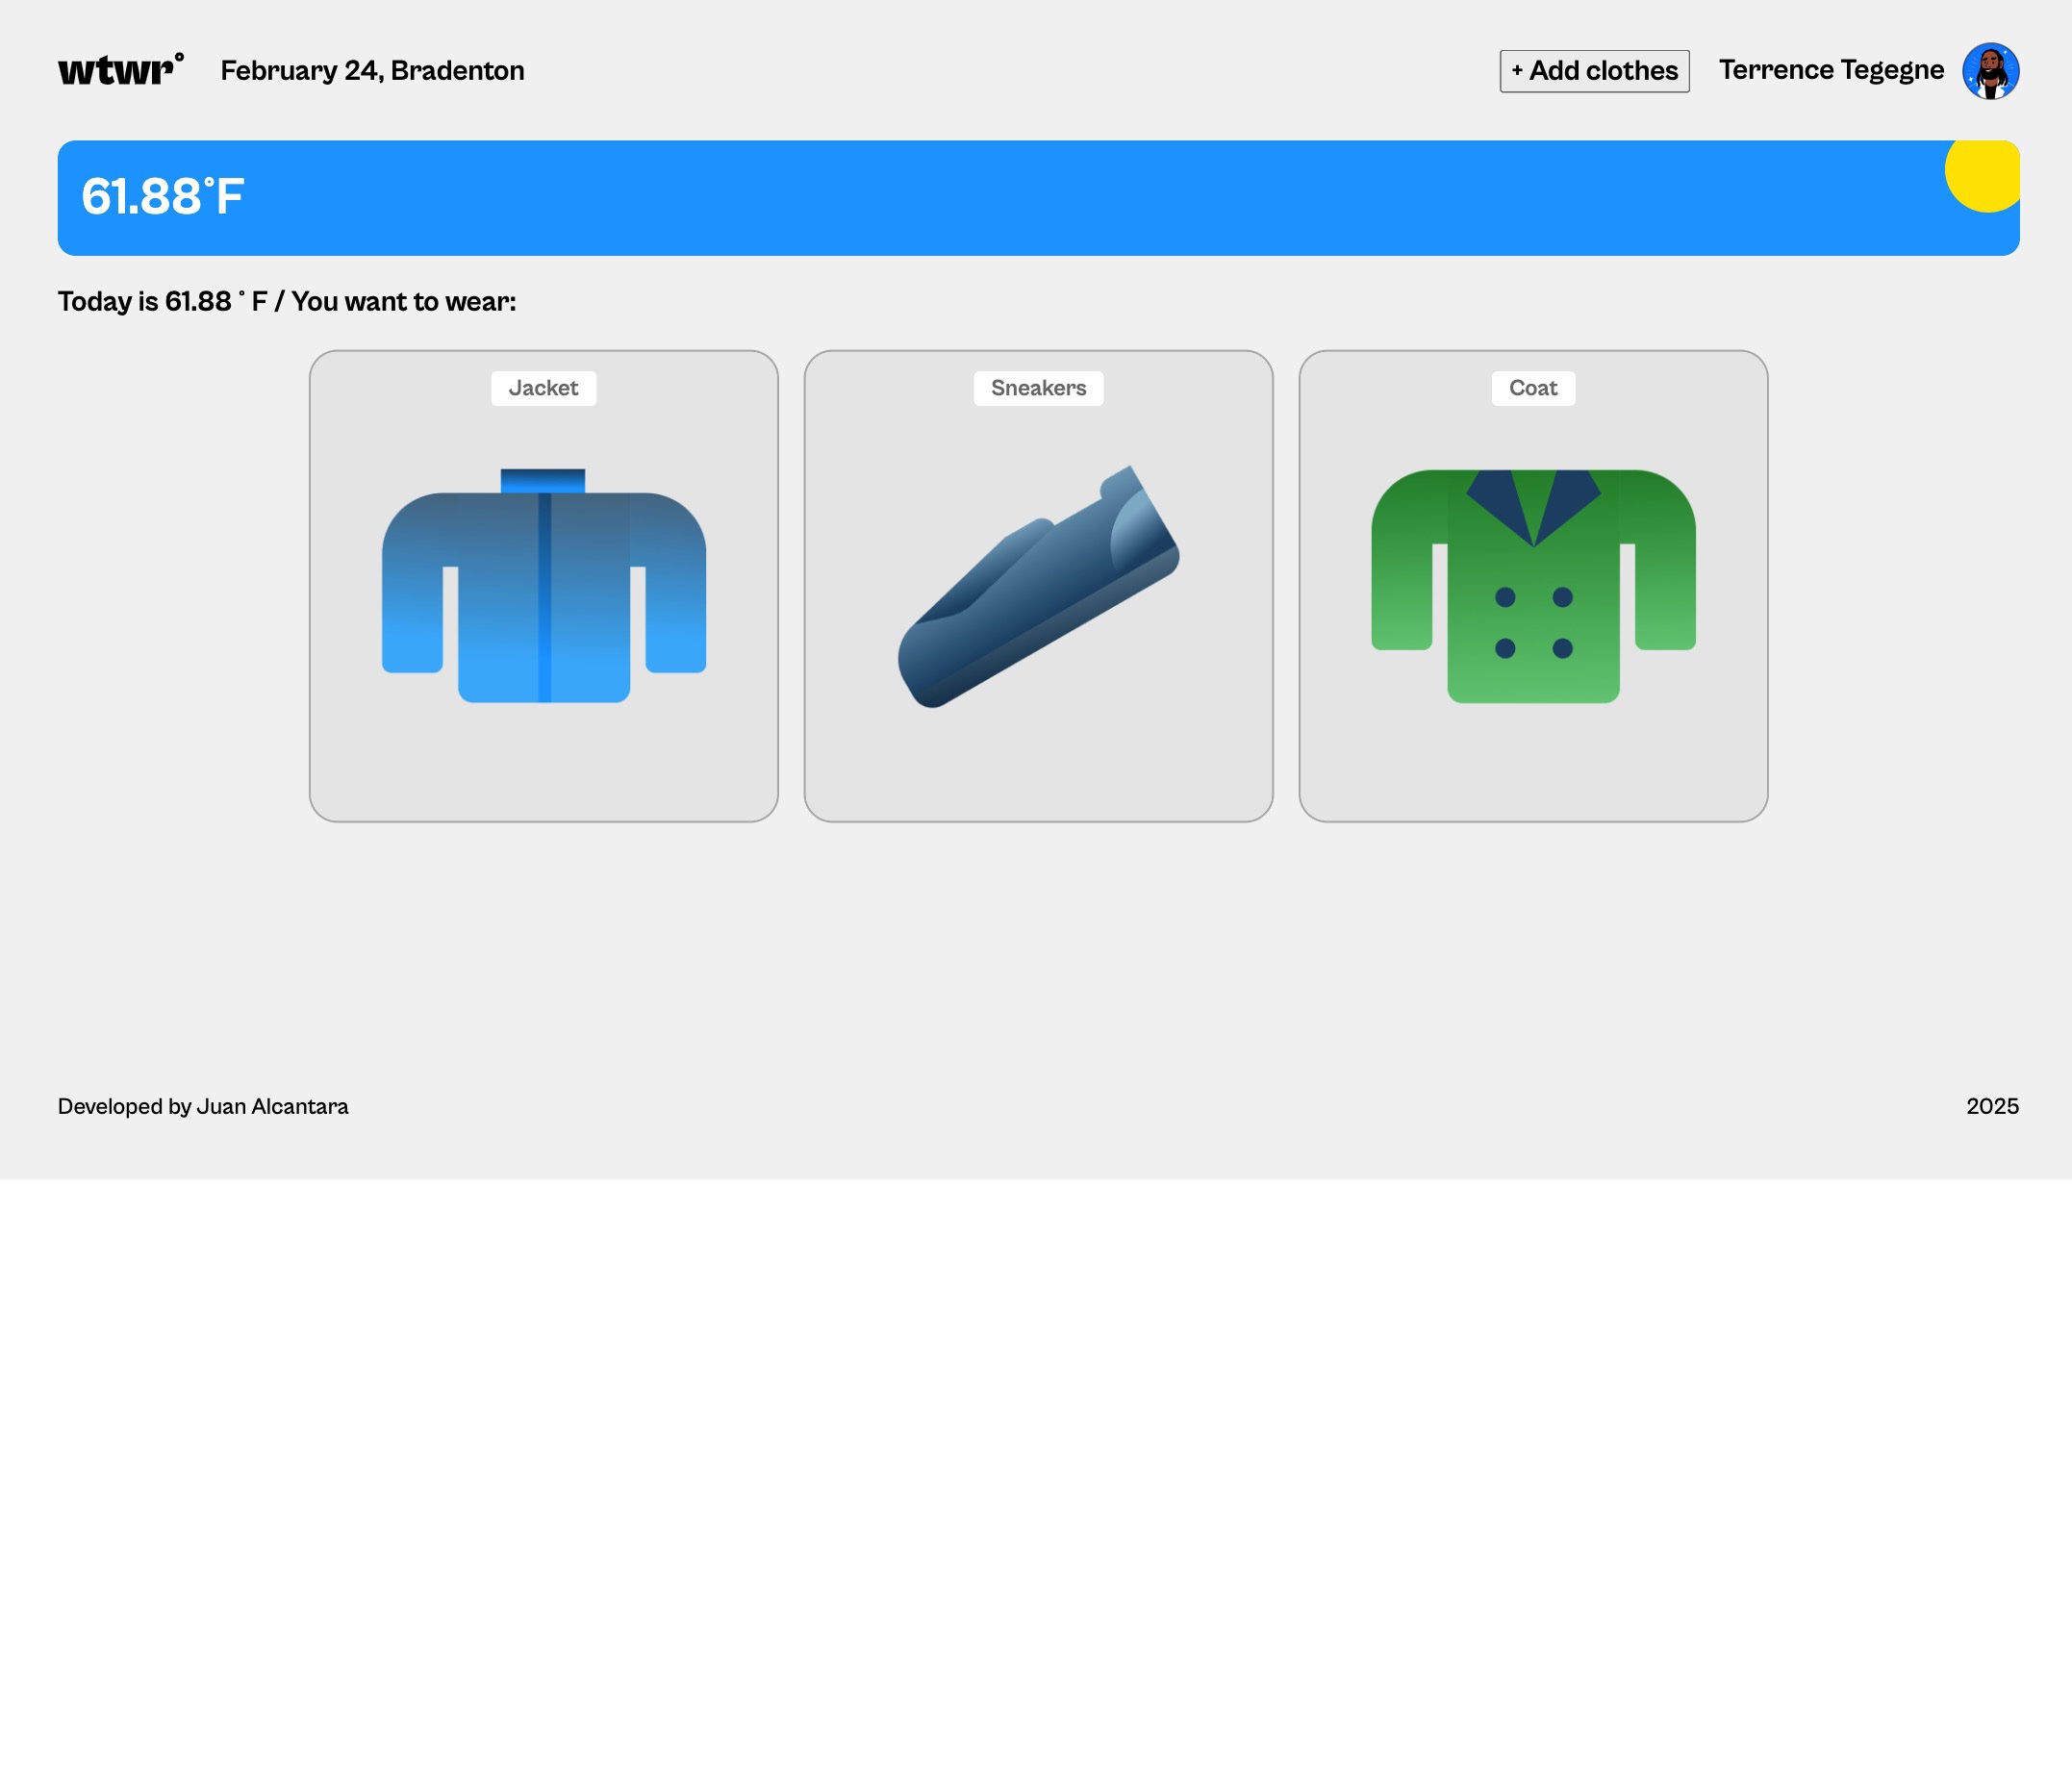 wtwr°
February 24, Bradenton
+ Add clothes
Terrence Tegegne
61.88°F
Today is 61.88 ° F / You want to wear:
Jacket
Sneakers
Coat
Developed by Juan Alcantara
2025